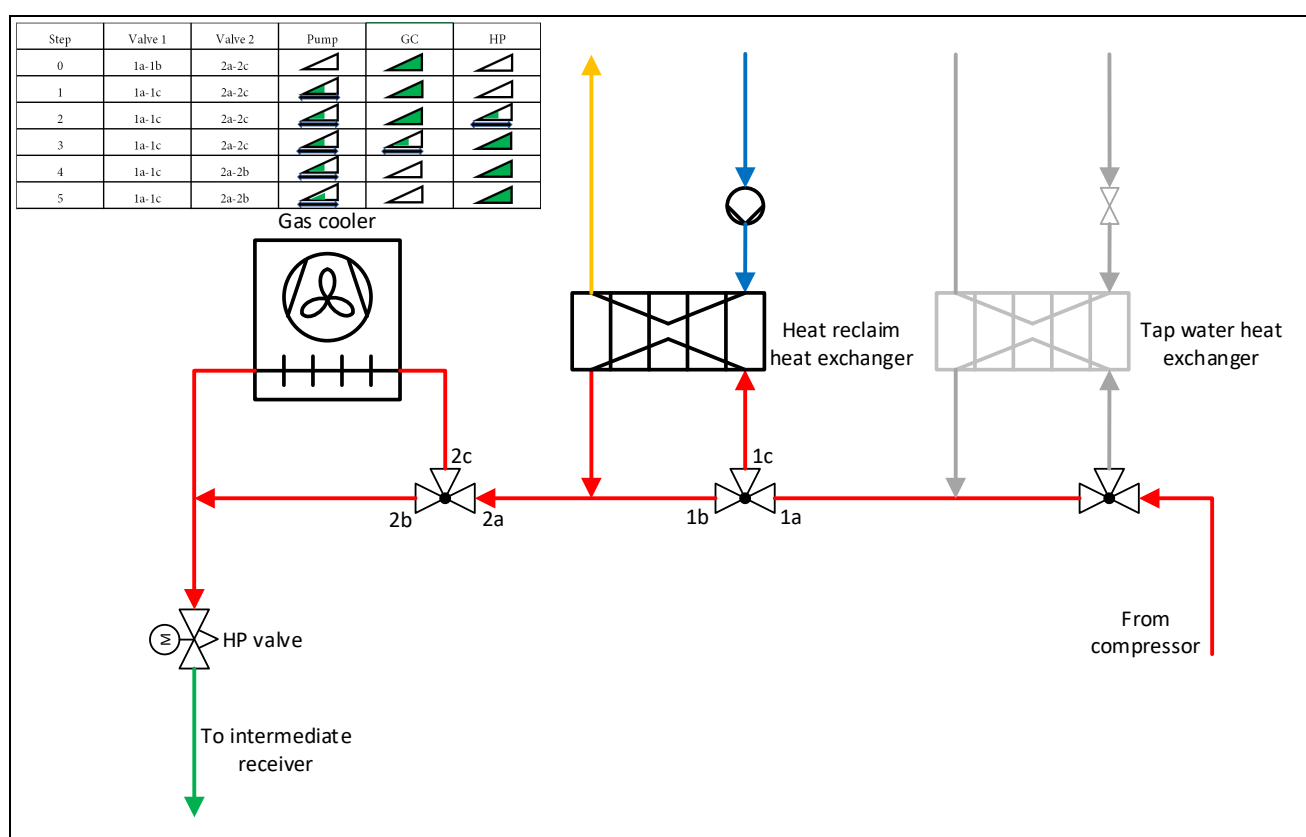 Step Valve 1 Valve 2 Pump GC HP
0 1a-1b 2a-2c
1 1a-1c 2a-2c
2 1a-1c 2a-2c
3 1a-1c 2a-2c
4 1a-1c 2a-2b
5 1a-1c 2a-2b
Gas cooler
Heat reclaim
heat exchanger
Tap water heat
exchanger
2c
1c
2b
2a
1b
1a
M
HP valve
From
compressor
To intermediate
receiver